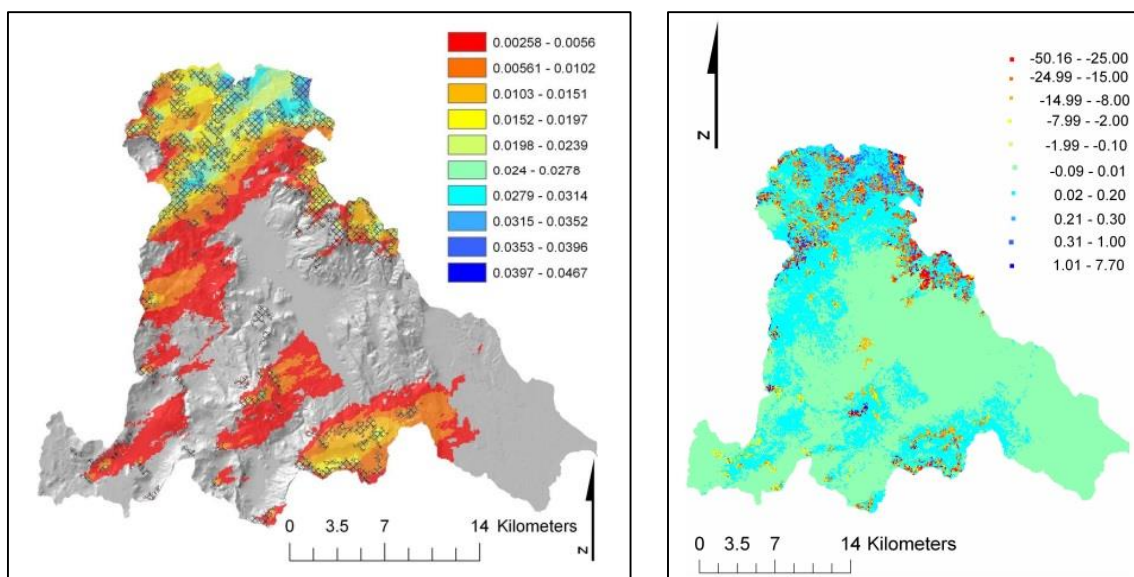 0.00258 - 0.0056
0.00561 - 0.0102
0.0103 - 0.0151
0.0152 - 0.0197
0.0198 - 0.0239
0.024 - 0.0278
0.0279 - 0.0314
0.0315 - 0.0352
0.0353 - 0.0396
0.0397 - 0.0467
N
0 3.5 7 14 Kilometers
N
-50.16 - -25.00
-24.99 - -15.00
-14.99 - -8.00
-7.99 - -2.00
-1.99 - -0.10
-0.09 - 0.01
0.02 - 0.20
0.21 - 0.30
0.31 - 1.00
1.01 - 7.70
0 3.5 7 14 Kilometers